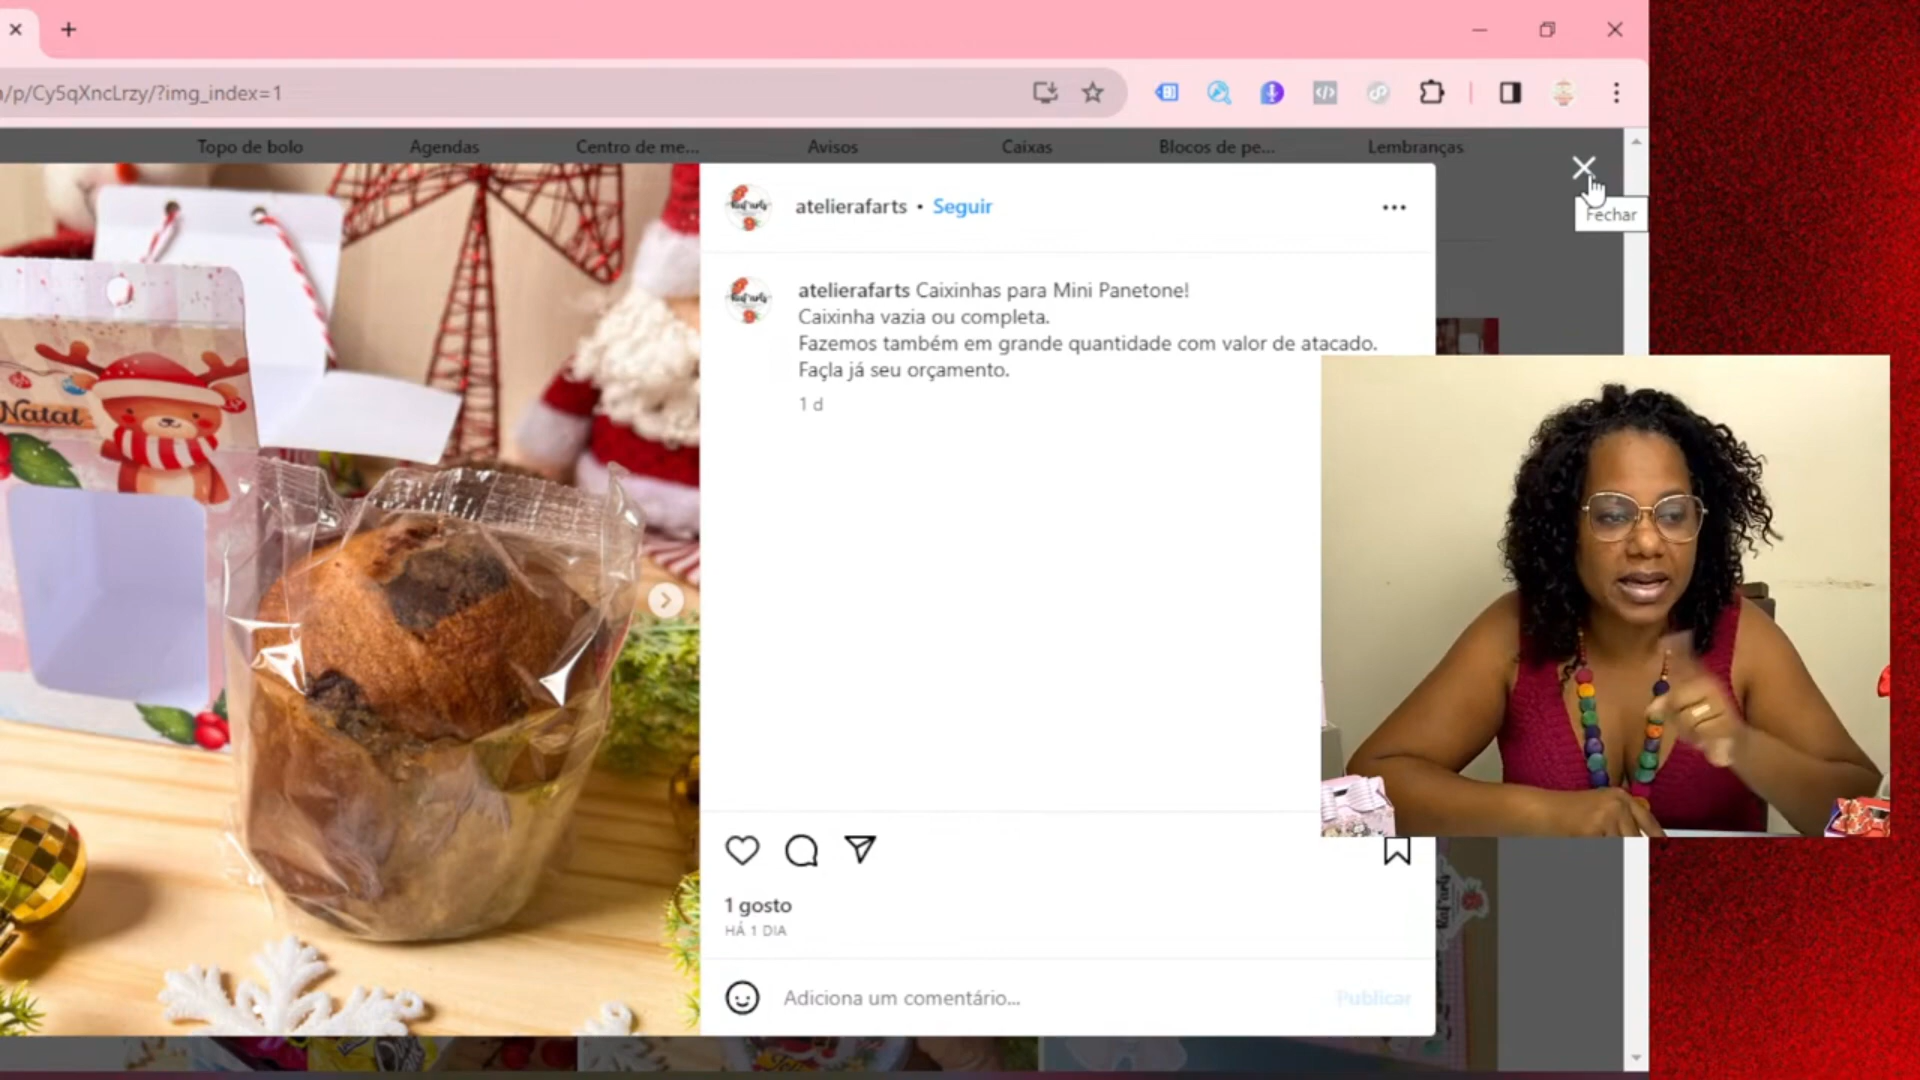 /p/Cy5qXncLrzy/?img_index=1
Topo de bolo Agendas Centro de me... Avisos Caixas Blocos de pe... Lembranças
atelierafarts • Seguir
Fechar
atelierafarts Caixinhas para Mini Panetone!
Caixinha vazia ou completa.
Fazemos também em grande quantidade com valor de atacado.
Façla já seu orçamento.
1 d
Natal
1 gosto
HÁ 1 DIA
Adiciona um comentário...
Publicar